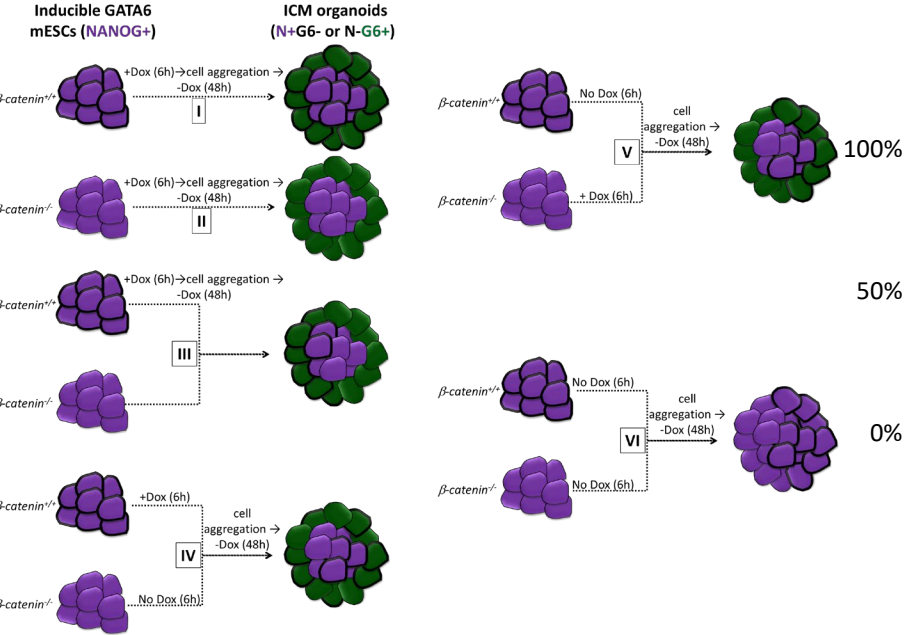 Inducible GATA6
mESCs (NANOG+)
ICM organoids
(N+G6- or N-G6+)
β-catenin+/+
+Dox (6h)→cell aggregation →
-Dox (48h)
I
β-catenin-/-
+Dox (6h)→cell aggregation →
-Dox (48h)
II
β-catenin+/+
+Dox (6h)→cell aggregation →
-Dox (48h)
III
β-catenin-/-
β-catenin+/+
+Dox (6h)
cell
aggregation →
-Dox (48h)
IV
No Dox (6h)
β-catenin-/-
β-catenin+/+
No Dox (6h)
cell
aggregation →
-Dox (48h)
V
100%
β-catenin-/-
+ Dox (6h)
50%
β-catenin+/+
No Dox (6h)
cell
aggregation →
-Dox (48h)
VI
0%
β-catenin-/-
No Dox (6h)